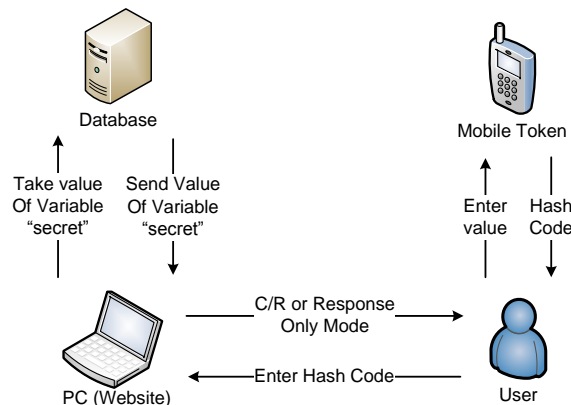 Database
Mobile Token
Take value
Of Variable
“secret”
Send Value
Of Variable
“secret”
Enter
value
Hash
Code
C/R or Response
Only Mode
Enter Hash Code
PC (Website)
User